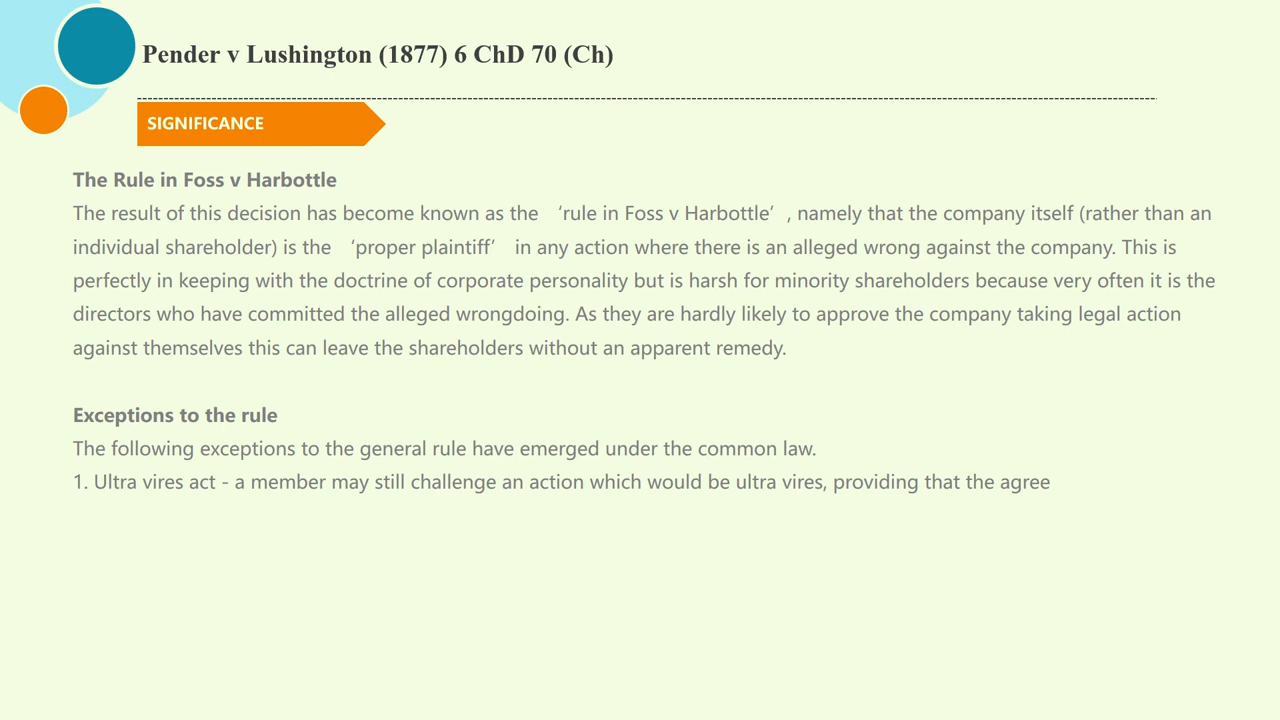 Pender v Lushington (1877) 6 ChD 70 (Ch)
SIGNIFICANCE
The Rule in Foss v Harbottle
The result of this decision has become known as the ‘rule in Foss v Harbottle’, namely that the company itself (rather than an
individual shareholder) is the ‘proper plaintiff’ in any action where there is an alleged wrong against the company. This is
perfectly in keeping with the doctrine of corporate personality but is harsh for minority shareholders because very often it is the
directors who have committed the alleged wrongdoing. As they are hardly likely to approve the company taking legal action
against themselves this can leave the shareholders without an apparent remedy.
Exceptions to the rule
The following exceptions to the general rule have emerged under the common law.
1. Ultra vires act - a member may still challenge an action which would be ultra vires, providing that the agree